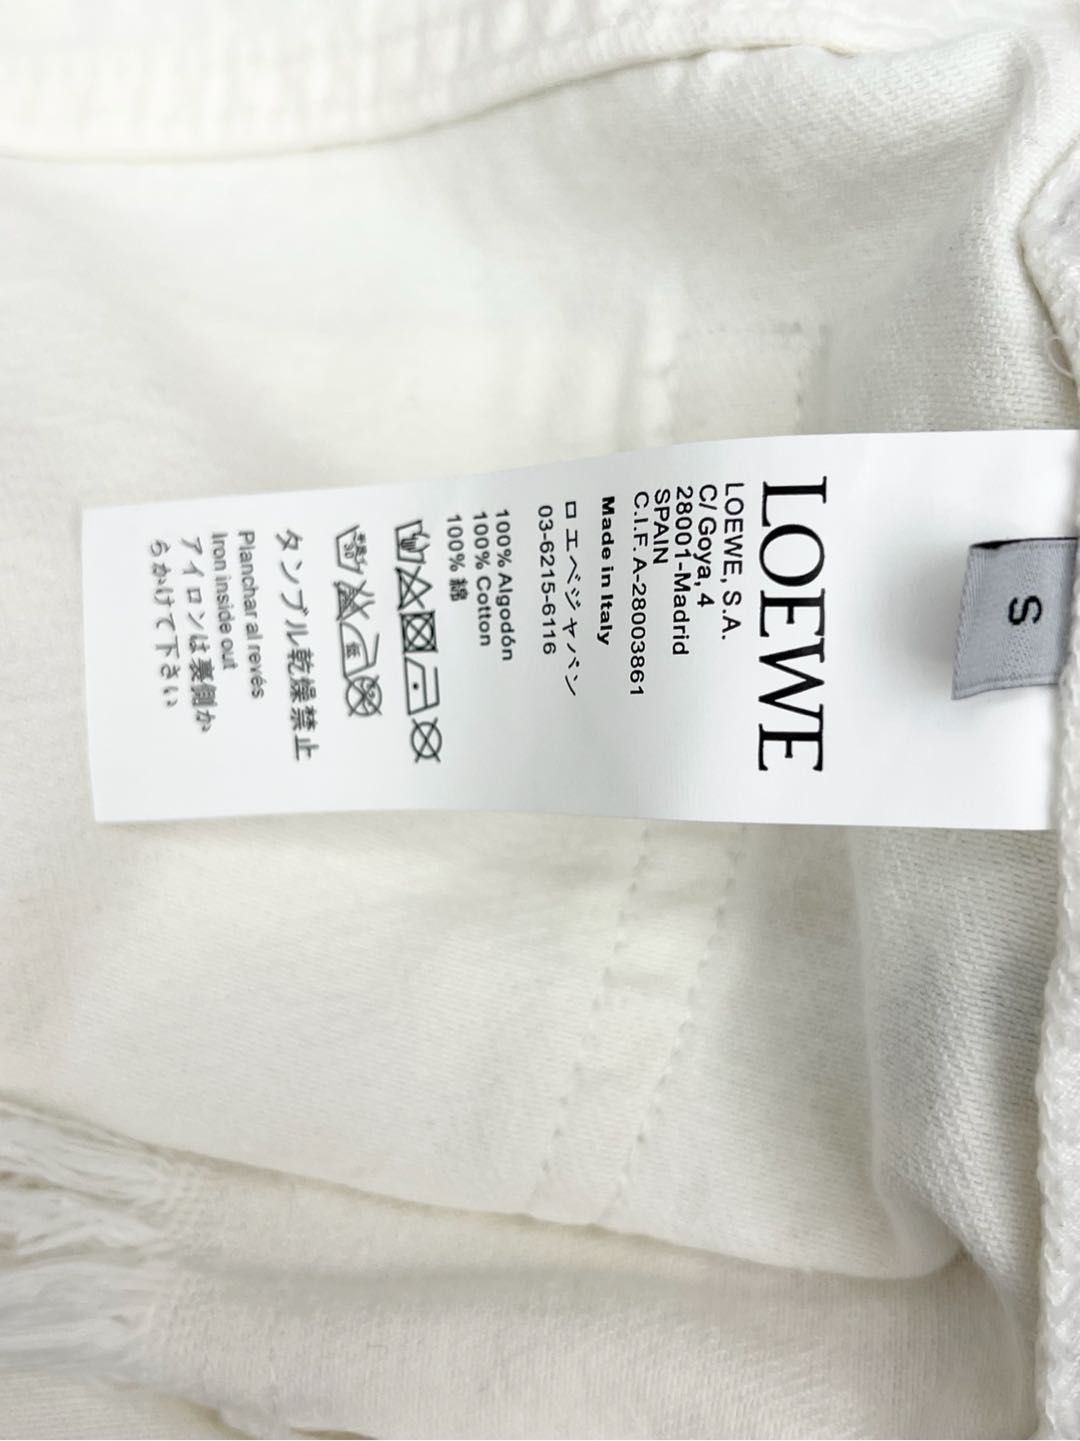 S
LOEWE
LOEWE, S.A.
C/ Goya, 4
28001-Madrid
SPAIN
C.I.F. A-28003861
Made in Italy
ロエベジャパン
03-6215-6116
100% Algodón
100% Cotton
100% 綿
低
タンブル乾燥禁止
Planchar al revés
Iron inside out
アイロンは裏側か
らかけて下さい